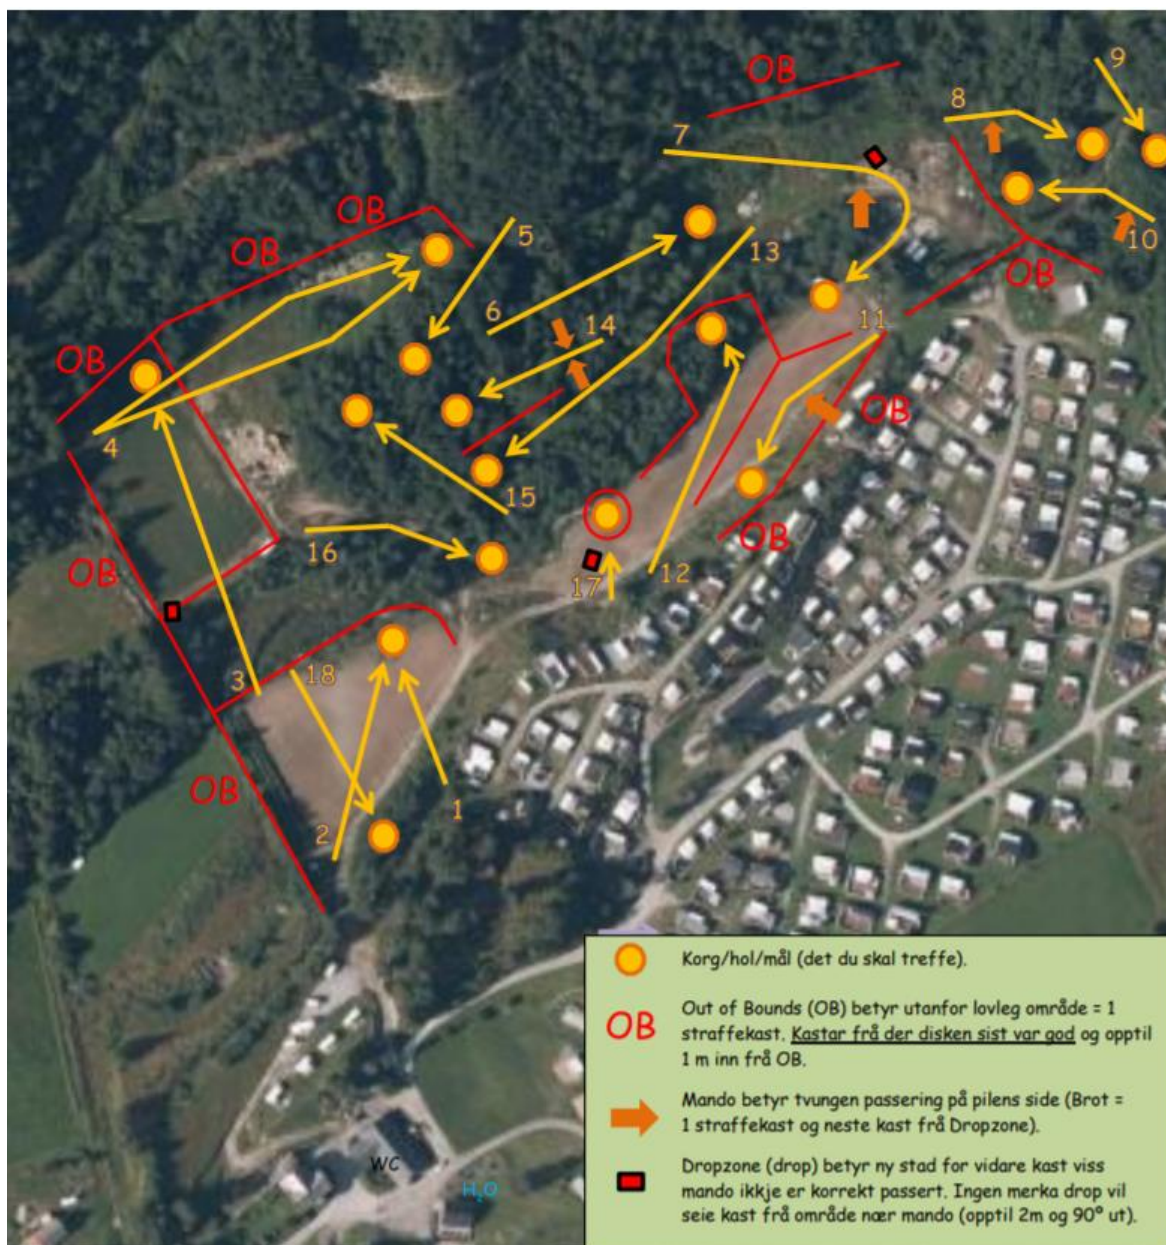 OB
9
8
7
OB
10
OB
5
13
OB
OB
6
14
11
OB
OB
4
15
16
OB
17
12
OB
3
18
OB
1
2
Korg/hol/mål (det du skal treffe).
OB
Out of Bounds (OB) betyr utanfor lovleg område = 1
straffekast. Kastar frå der disken sist var god og opptil
1 m inn frå OB.
Mando betyr tvungen passering på pilens side (Brot =
1 straffekast og neste kast frå Dropzone).
WC
H₂O
Dropzone (drop) betyr ny stad for vidare kast viss
mando ikkje er korrekt passert. Ingen merka drop vil
seie kast frå område nær mando (opptil 2m og 90° ut).